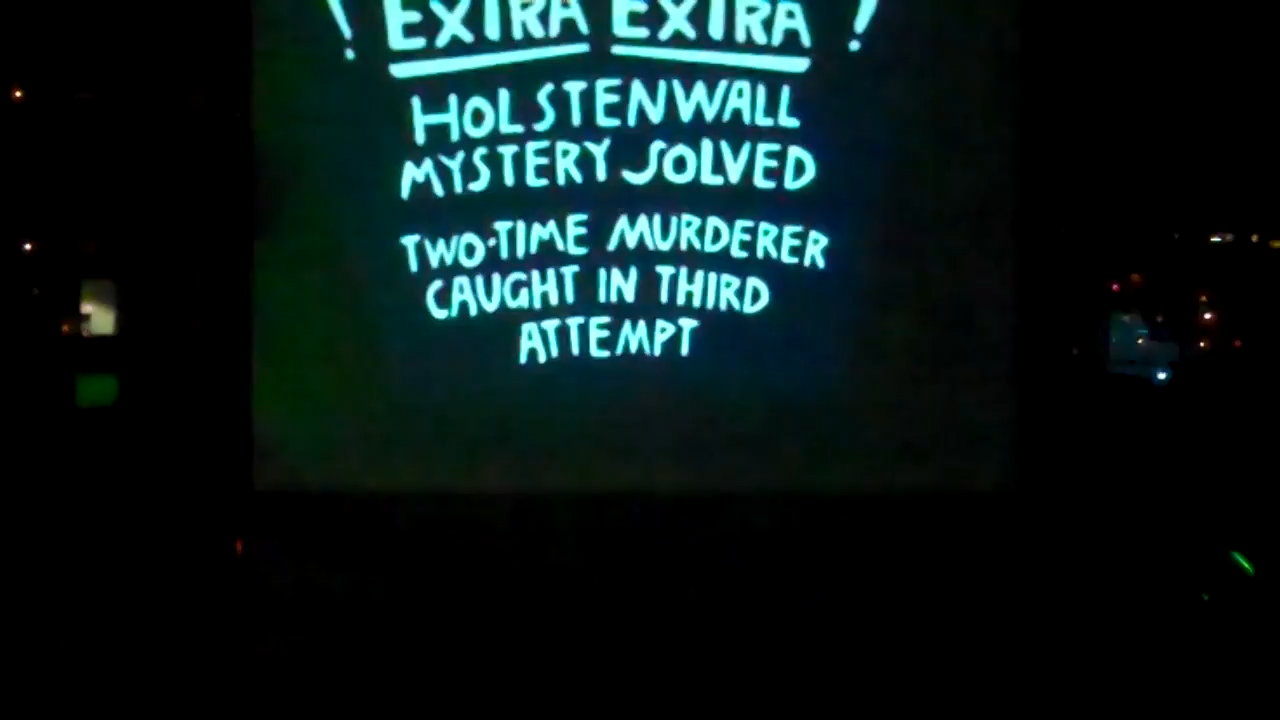 ! EXTRA EXTRA !
HOLSTENWALL
MYSTERY SOLVED
TWO-TIME MURDERER
CAUGHT IN THIRD
ATTEMPT